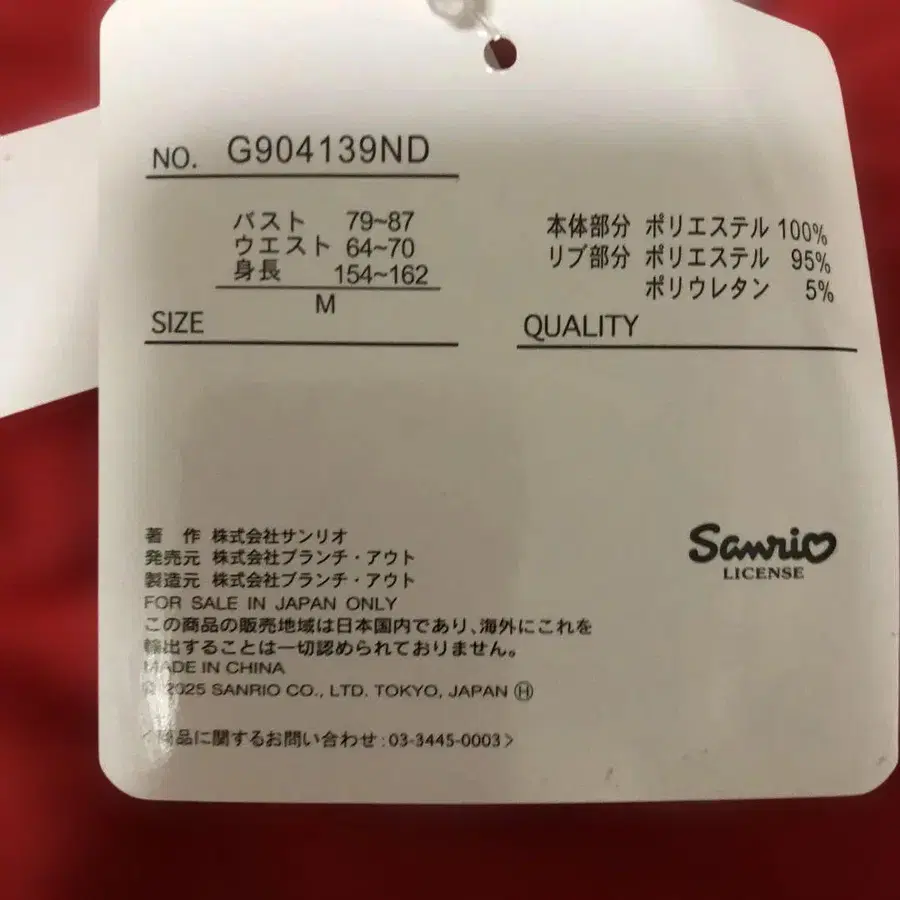 NO. G904139ND
バスト 79~87
ウエスト 64~70
身長 154~162
M
SIZE
本体部分 ポリエステル 100%
リブ部分 ポリエステル 95%
ポリウレタン 5%
QUALITY
著 作 株式会社サンリオ
発売元 株式会社ブランチ・アウト
製造元 株式会社ブランチ・アウト
FOR SALE IN JAPAN ONLY
この商品の販売地域は日本国内であり、海外にこれを
輸出することは一切認められておりません。
MADE IN CHINA
© 2025 SANRIO CO., LTD. TOKYO, JAPAN Ⓗ
<商品に関するお問い合わせ:03-3445-0003>
Sanrio
LICENSE